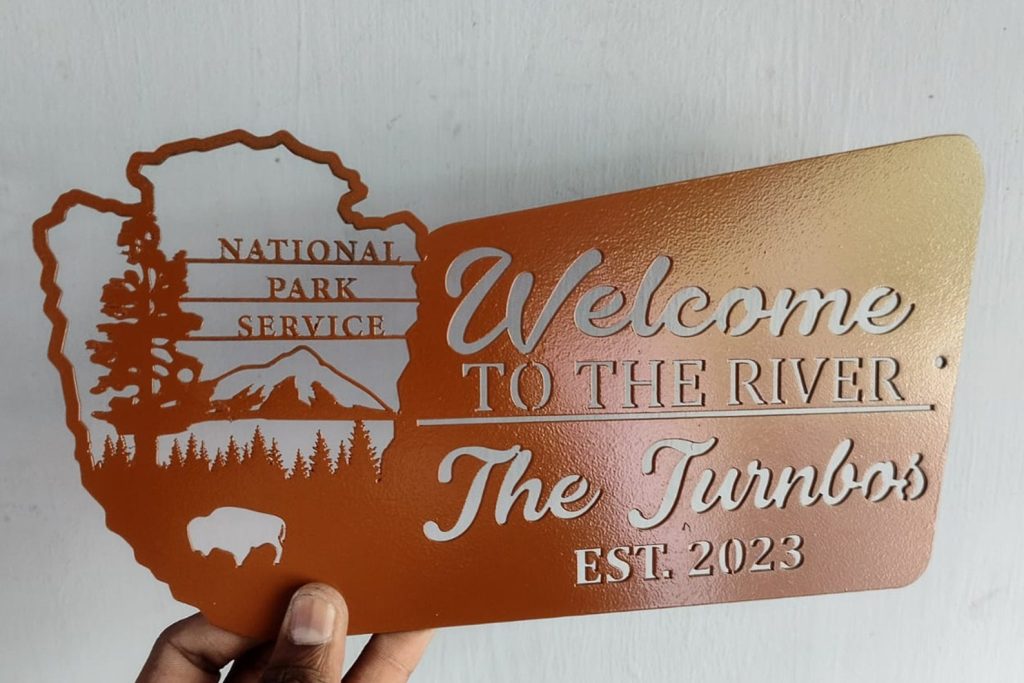 NATIONAL
PARK
SERVICE
Welcome
TO THE RIVER
The Turnbos
EST. 2023